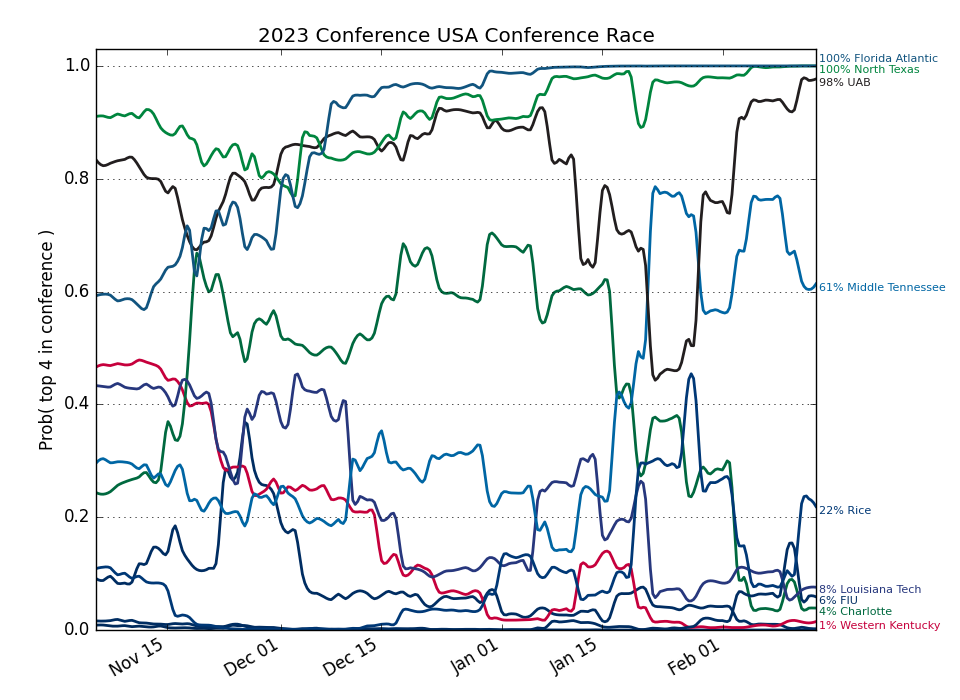 2023 Conference USA Conference Race
Prob( top 4 in conference )
1.0
0.8
0.6
0.4
0.2
0.0
Nov 15
Dec 01
Dec 15
Jan 01
Jan 15
Feb 01
100% Florida Atlantic
100% North Texas
98% UAB
61% Middle Tennessee
22% Rice
8% Louisiana Tech
6% FIU
4% Charlotte
1% Western Kentucky